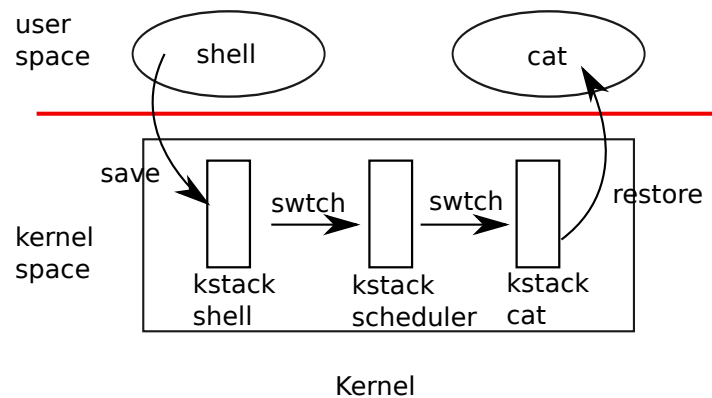 user
space
shell
cat
save
swtch
swtch
restore
kernel
space
kstack
shell
kstack
scheduler
kstack
cat
Kernel